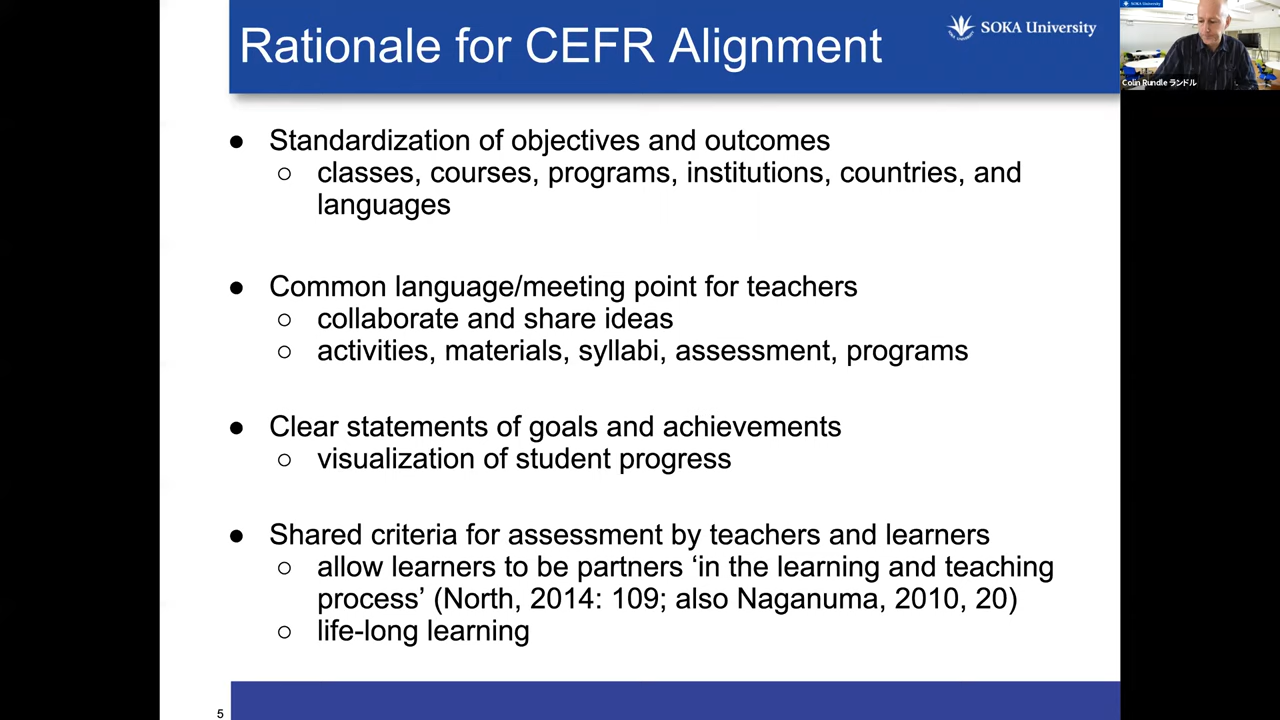 Rationale for CEFR Alignment
SOKA University
SOKA University
Colin Rundle ランドル
● Standardization of objectives and outcomes
○ classes, courses, programs, institutions, countries, and
languages
● Common language/meeting point for teachers
○ collaborate and share ideas
○ activities, materials, syllabi, assessment, programs
● Clear statements of goals and achievements
○ visualization of student progress
● Shared criteria for assessment by teachers and learners
○ allow learners to be partners ‘in the learning and teaching
process’ (North, 2014: 109; also Naganuma, 2010, 20)
○ life-long learning
5